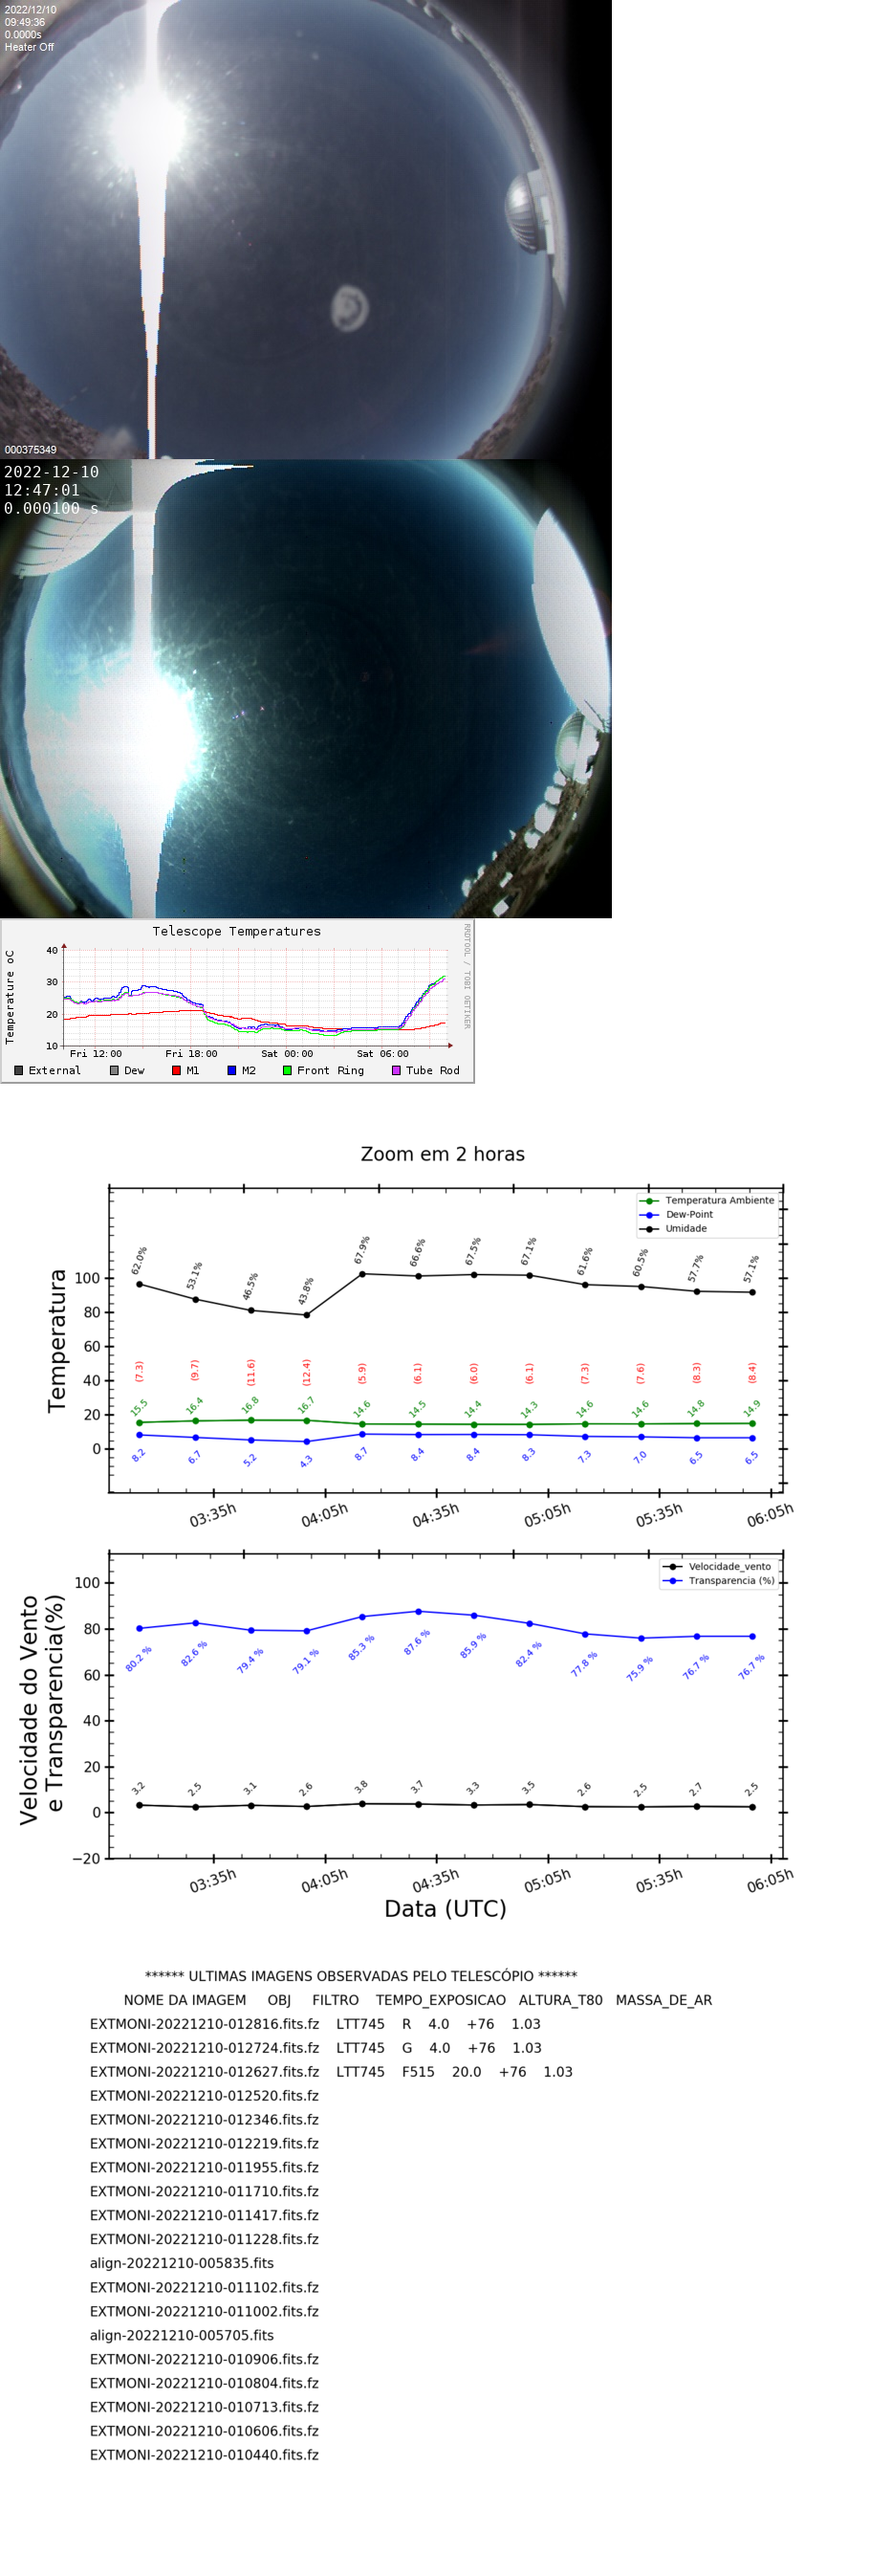 2022/12/10
09:49:36
0.0000s
Heater Off
000375349
2022-12-10
12:47:01
0.000100 s
Telescope Temperatures
RRDTOOL / TOBI OETIKER
Temperature oC
40
30
20
10
Fri 12:00 Fri 18:00 Sat 00:00 Sat 06:00
External Dew M1 M2 Front Ring Tube Rod
Zoom em 2 horas
Temperatura Ambiente
Dew-Point
Umidade
Temperatura
100
80
60
40
20
0
62.0% 53.1% 46.5% 43.8% 67.9% 66.6% 67.5% 67.1% 61.6% 60.5% 57.7% 57.1%
(7.3) (9.7) (11.6) (12.4) (5.9) (6.1) (6.0) (6.1) (7.3) (7.6) (8.3) (8.4)
15.5 16.4 16.8 16.7 14.6 14.5 14.4 14.3 14.6 14.6 14.8 14.9
8.2 6.7 5.2 4.3 8.7 8.4 8.4 8.3 7.3 7.0 6.5 6.5
03:35h 04:05h 04:35h 05:05h 05:35h 06:05h
Velocidade_vento
Transparencia (%)
Velocidade do Vento
e Transparencia(%)
100
80
60
40
20
0
−20
80.2 % 82.6 % 79.4 % 79.1 % 85.3 % 87.6 % 85.9 % 82.4 % 77.8 % 75.9 % 76.7 % 76.7 %
3.2 2.5 3.1 2.6 3.8 3.7 3.3 3.5 2.6 2.5 2.7 2.5
03:35h 04:05h 04:35h 05:05h 05:35h 06:05h
Data (UTC)
****** ULTIMAS IMAGENS OBSERVADAS PELO TELESCÓPIO ******
NOME DA IMAGEM OBJ FILTRO TEMPO_EXPOSICAO ALTURA_T80 MASSA_DE_AR
EXTMONI-20221210-012816.fits.fz LTT745 R 4.0 +76 1.03
EXTMONI-20221210-012724.fits.fz LTT745 G 4.0 +76 1.03
EXTMONI-20221210-012627.fits.fz LTT745 F515 20.0 +76 1.03
EXTMONI-20221210-012520.fits.fz
EXTMONI-20221210-012346.fits.fz
EXTMONI-20221210-012219.fits.fz
EXTMONI-20221210-011955.fits.fz
EXTMONI-20221210-011710.fits.fz
EXTMONI-20221210-011417.fits.fz
EXTMONI-20221210-011228.fits.fz
align-20221210-005835.fits
EXTMONI-20221210-011102.fits.fz
EXTMONI-20221210-011002.fits.fz
align-20221210-005705.fits
EXTMONI-20221210-010906.fits.fz
EXTMONI-20221210-010804.fits.fz
EXTMONI-20221210-010713.fits.fz
EXTMONI-20221210-010606.fits.fz
EXTMONI-20221210-010440.fits.fz